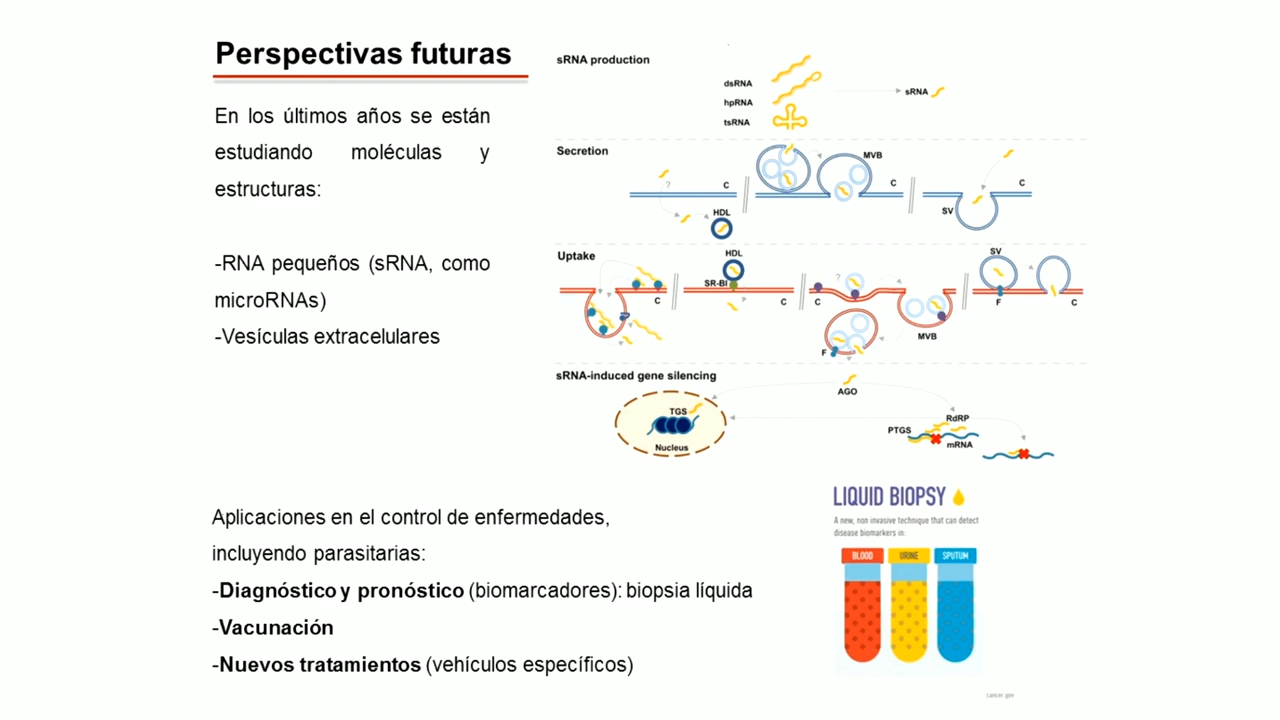 Perspectivas futuras
En los últimos años se están
estudiando moléculas y
estructuras:
-RNA pequeños (sRNA, como
microRNAs)
-Vesículas extracelulares
sRNA production
dsRNA
hpRNA
tsRNA
sRNA
Secretion
?
C
HDL
MVB
C
SV
C
Uptake
C
HDL
SR-BI
C
C
?
F
MVB
SV
F
C
sRNA-induced gene silencing
AGO
TGS
Nucleus
RdRP
PTGS
mRNA
Aplicaciones en el control de enfermedades,
incluyendo parasitarias:
-Diagnóstico y pronóstico (biomarcadores): biopsia líquida
-Vacunación
-Nuevos tratamientos (vehículos específicos)
LIQUID BIOPSY
A new, non invasive technique that can detect
disease biomarkers in:
BLOOD URINE SPUTUM
cancer.gov